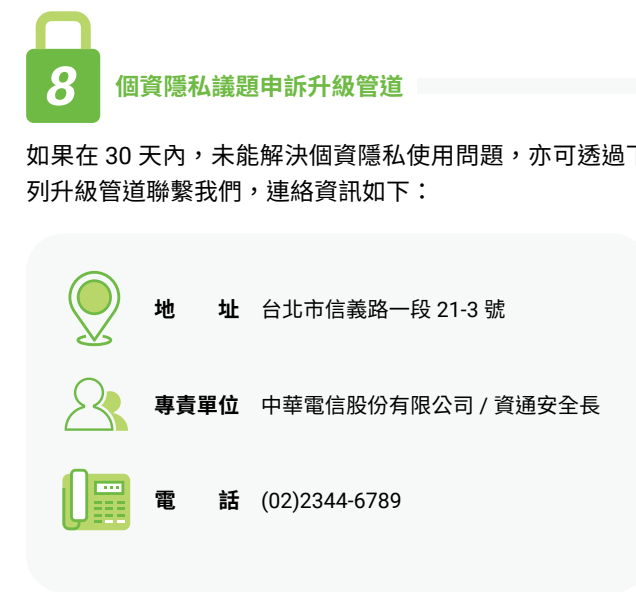 8
個資隱私議題申訴升級管道
如果在 30 天內，未能解決個資隱私使用問題，亦可透過下
列升級管道聯繫我們，連絡資訊如下：
地 址 台北市信義路一段 21-3 號
專責單位 中華電信股份有限公司 / 資通安全長
電 話 (02)2344-6789